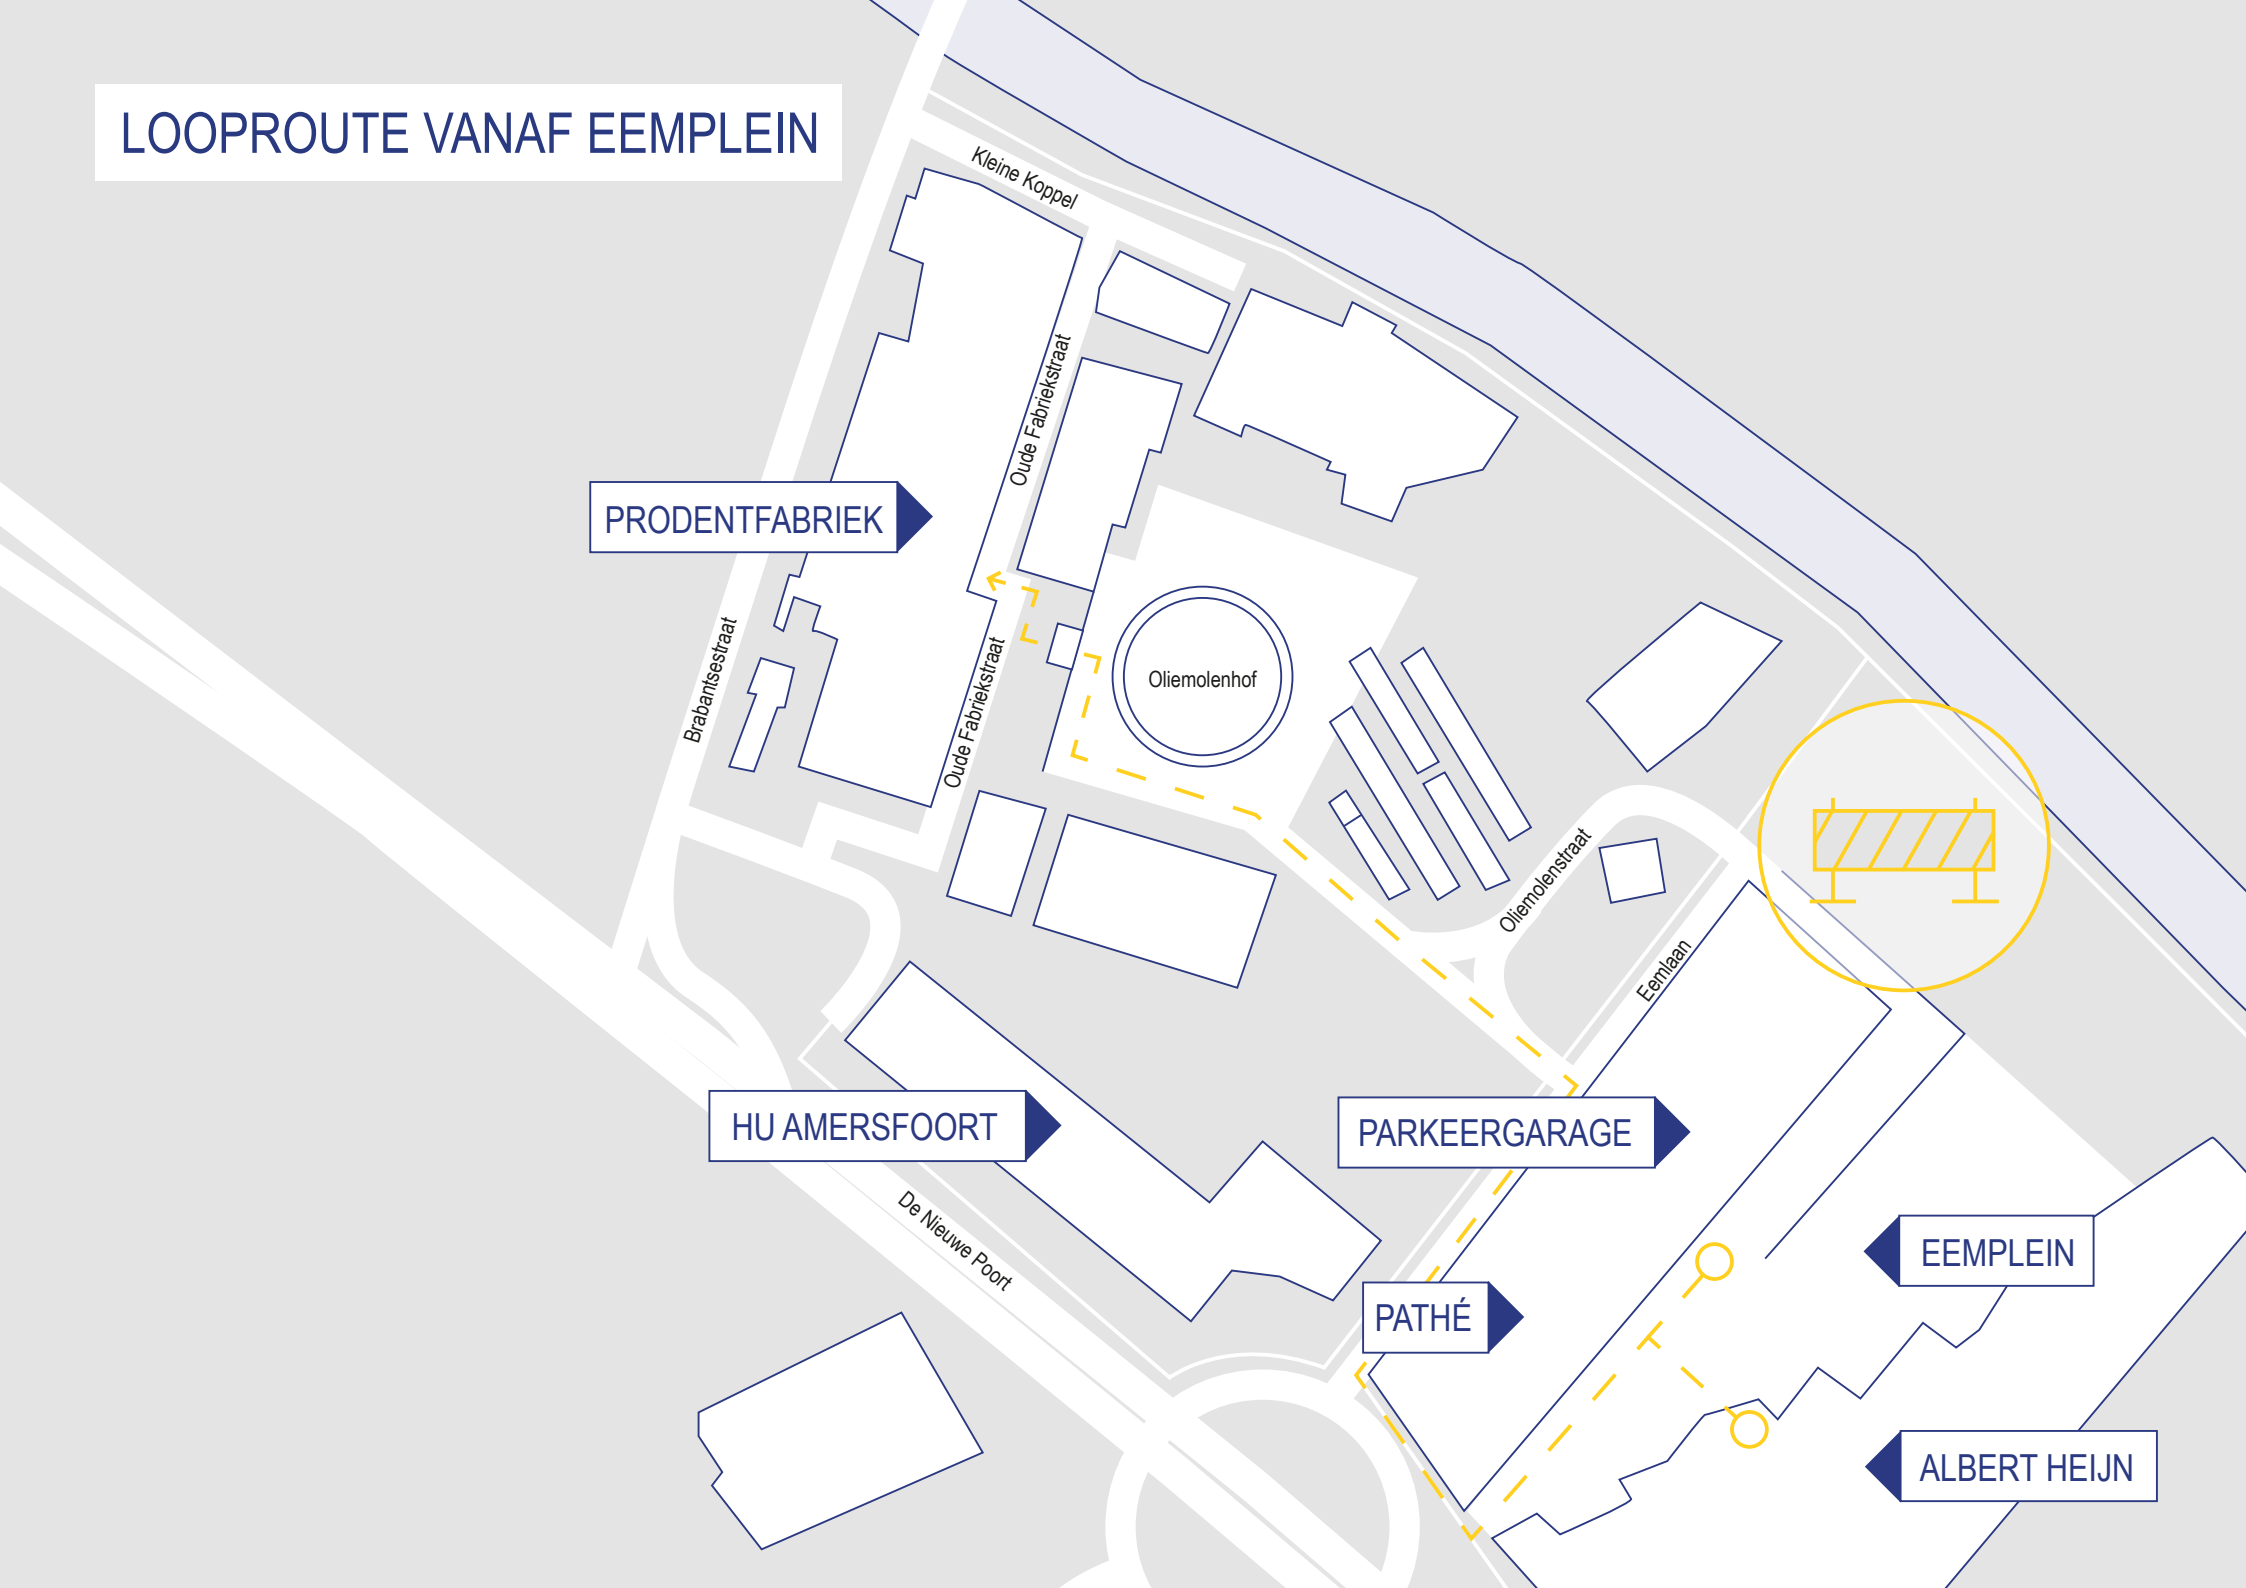 LOOPROUTE VANAF EEMPLEIN
Kleine Koppel
Oude Fabriekstraat
PRODENTFABRIEK
Brabantsestraat
Oude Fabriekstraat
Oliemolenhof
Oliemolenstraat
Eemlaan
HU AMERSFOORT
PARKEERGARAGE
De Nieuwe Poort
EEMPLEIN
PATHÉ
ALBERT HEIJN